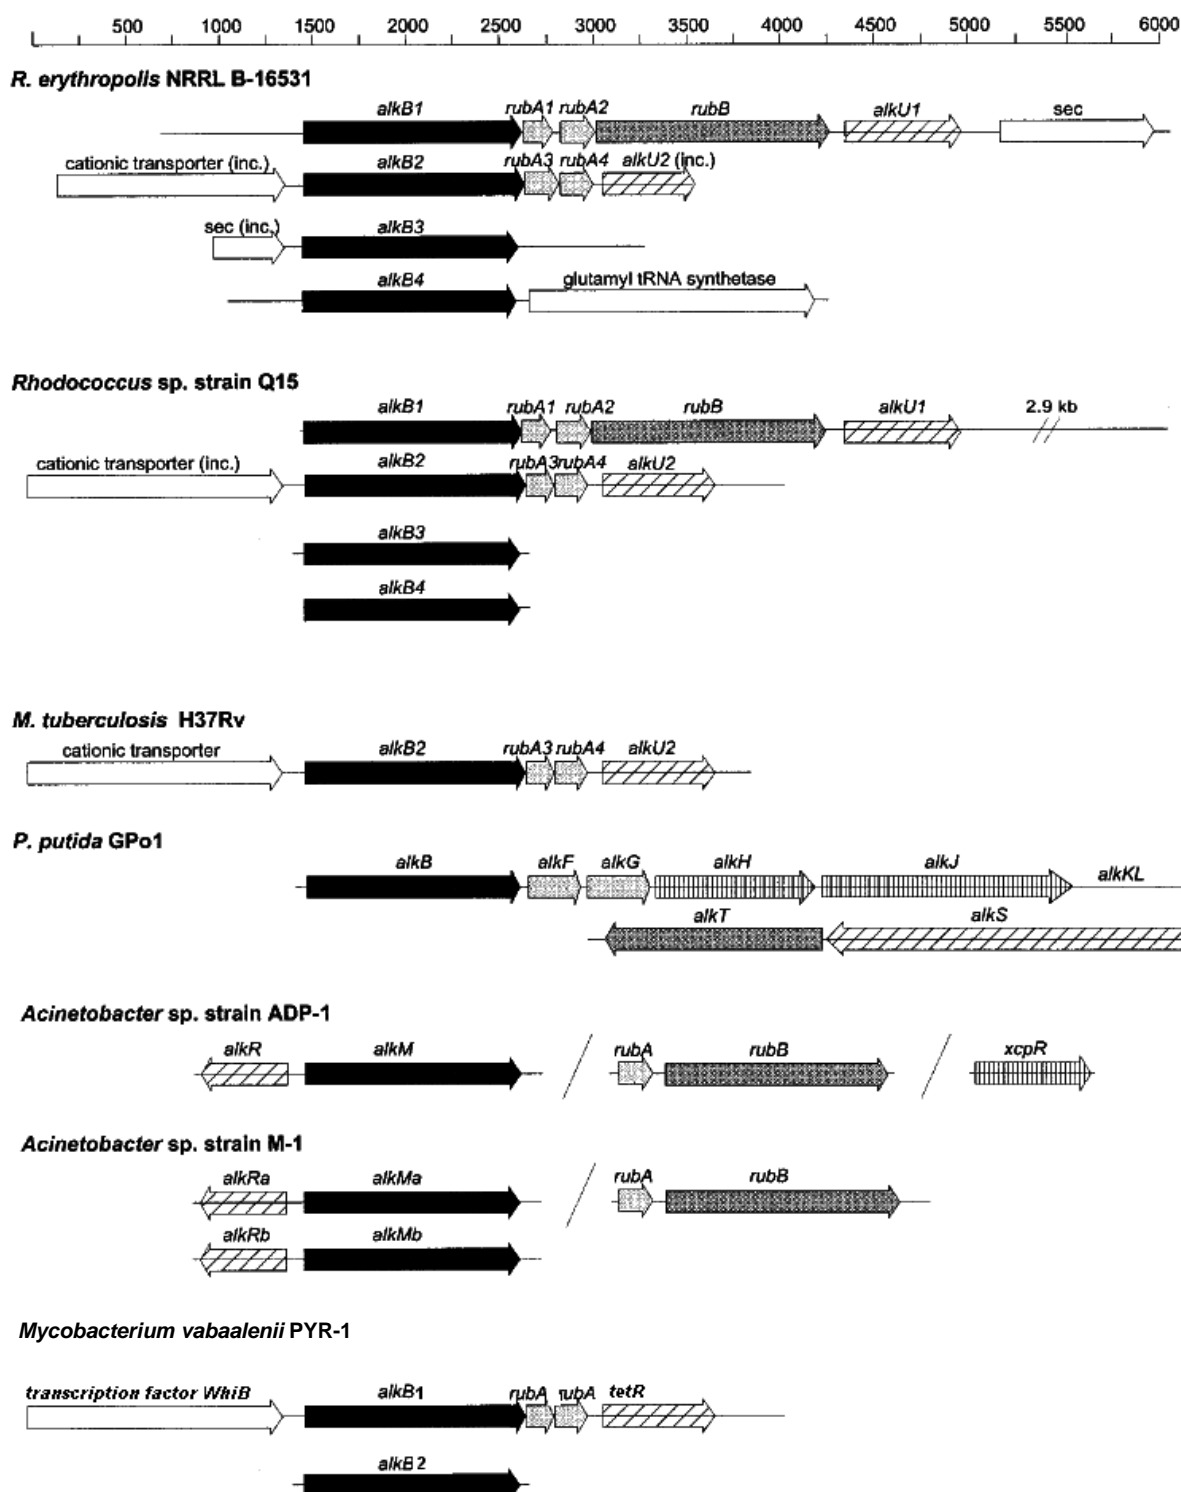 500 1000 1500 2000 2500 3000 3500 4000 4500 5000 5500 6000
R. erythropolis NRRL B-16531
alkB1 rubA1 rubA2 rubB alkU1 sec
cationic transporter (inc.) alkB2 rubA3 rubA4 alkU2 (inc.)
sec (inc.) alkB3
alkB4 glutamyl tRNA synthetase
Rhodococcus sp. strain Q15
alkB1 rubA1 rubA2 rubB alkU1 2.9 kb
cationic transporter (inc.) alkB2 rubA3 rubA4 alkU2
alkB3
alkB4
M. tuberculosis H37Rv
cationic transporter alkB2 rubA3 rubA4 alkU2
P. putida GPo1
alkB alkF alkG alkH alkJ alkKL
alkT alkS
Acinetobacter sp. strain ADP-1
alkR alkM rubA rubB xcpR
Acinetobacter sp. strain M-1
alkRa alkMa rubA rubB
alkRb alkMb
Mycobacterium vabaalenii PYR-1
transcription factor WhiB alkB1 rubA rubA tetR
alkB2